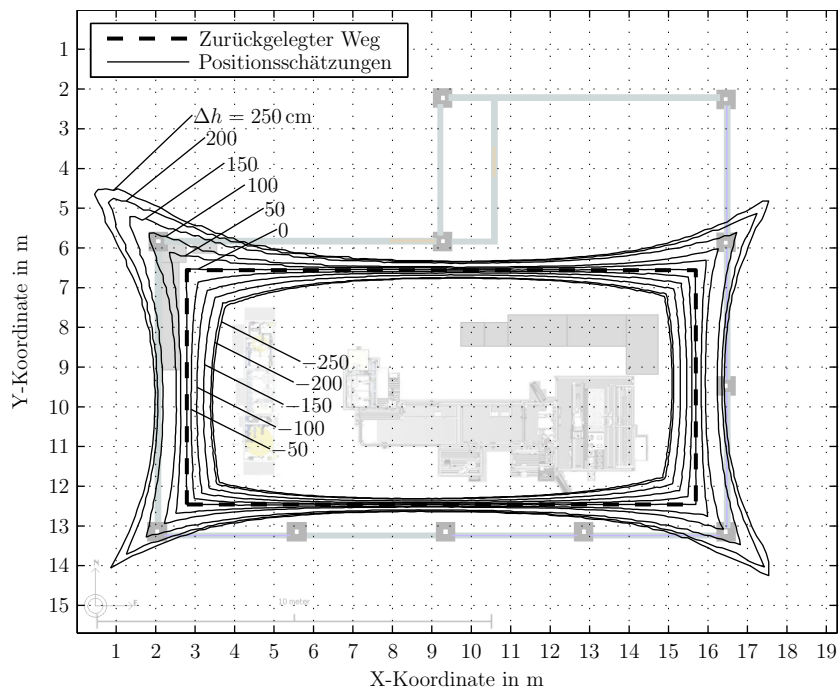 Zurückgelegter Weg
Positionsschätzungen
Δh = 250 cm
200
150
100
50
0
−250
−200
−150
−100
−50
N
E
10 meter
1
2
3
4
5
6
7
8
9
10
11
12
13
14
15
Y-Koordinate in m
1 2 3 4 5 6 7 8 9 10 11 12 13 14 15 16 17 18 19
X-Koordinate in m